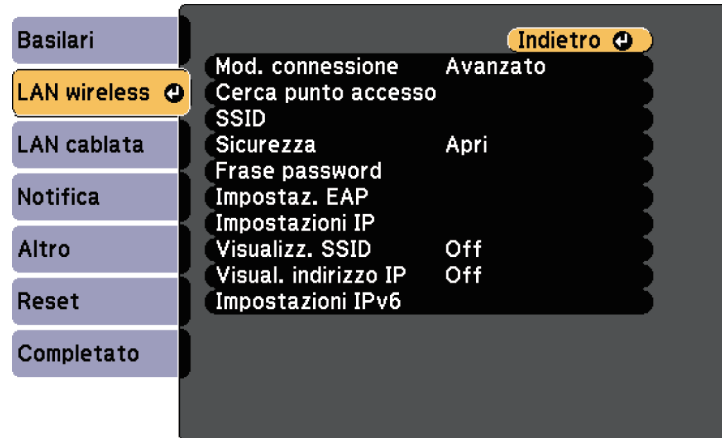 Basilari
LAN wireless
LAN cablata
Notifica
Altro
Reset
Completato
Indietro
Mod. connessione Avanzato
Cerca punto accesso
SSID
Sicurezza Apri
Frase password
Impostaz. EAP
Impostazioni IP
Visualizz. SSID Off
Visual. indirizzo IP Off
Impostazioni IPv6